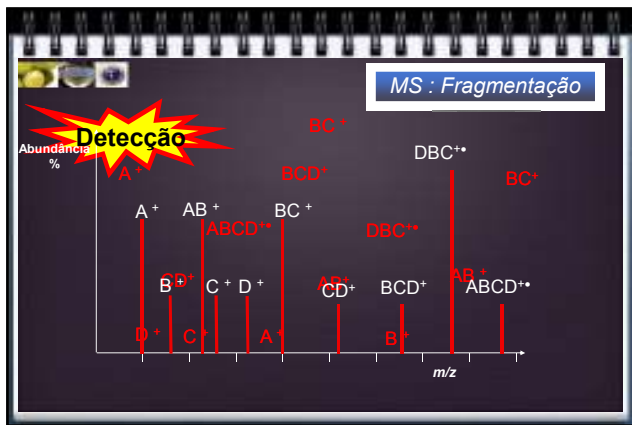 MS : Fragmentação
Detecção
Abundância
%
BC +
DBC+•
A +
BCD+
BC+
A +
AB +
BC +
ABCD+•
DBC+•
CD+
B +
C +
D +
AB+
CD+
BCD+
AB +
ABCD+•
D +
C +
A +
B +
m/z